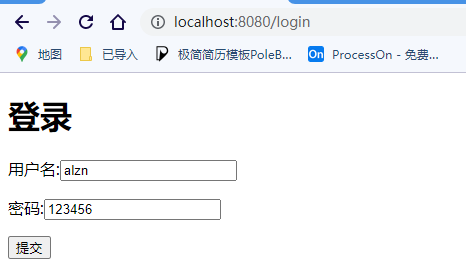 localhost:8080/login
地图 已导入 极简简历模板PoleB... On ProcessOn - 免费...
登录
用户名:alzn
密码:123456
提交